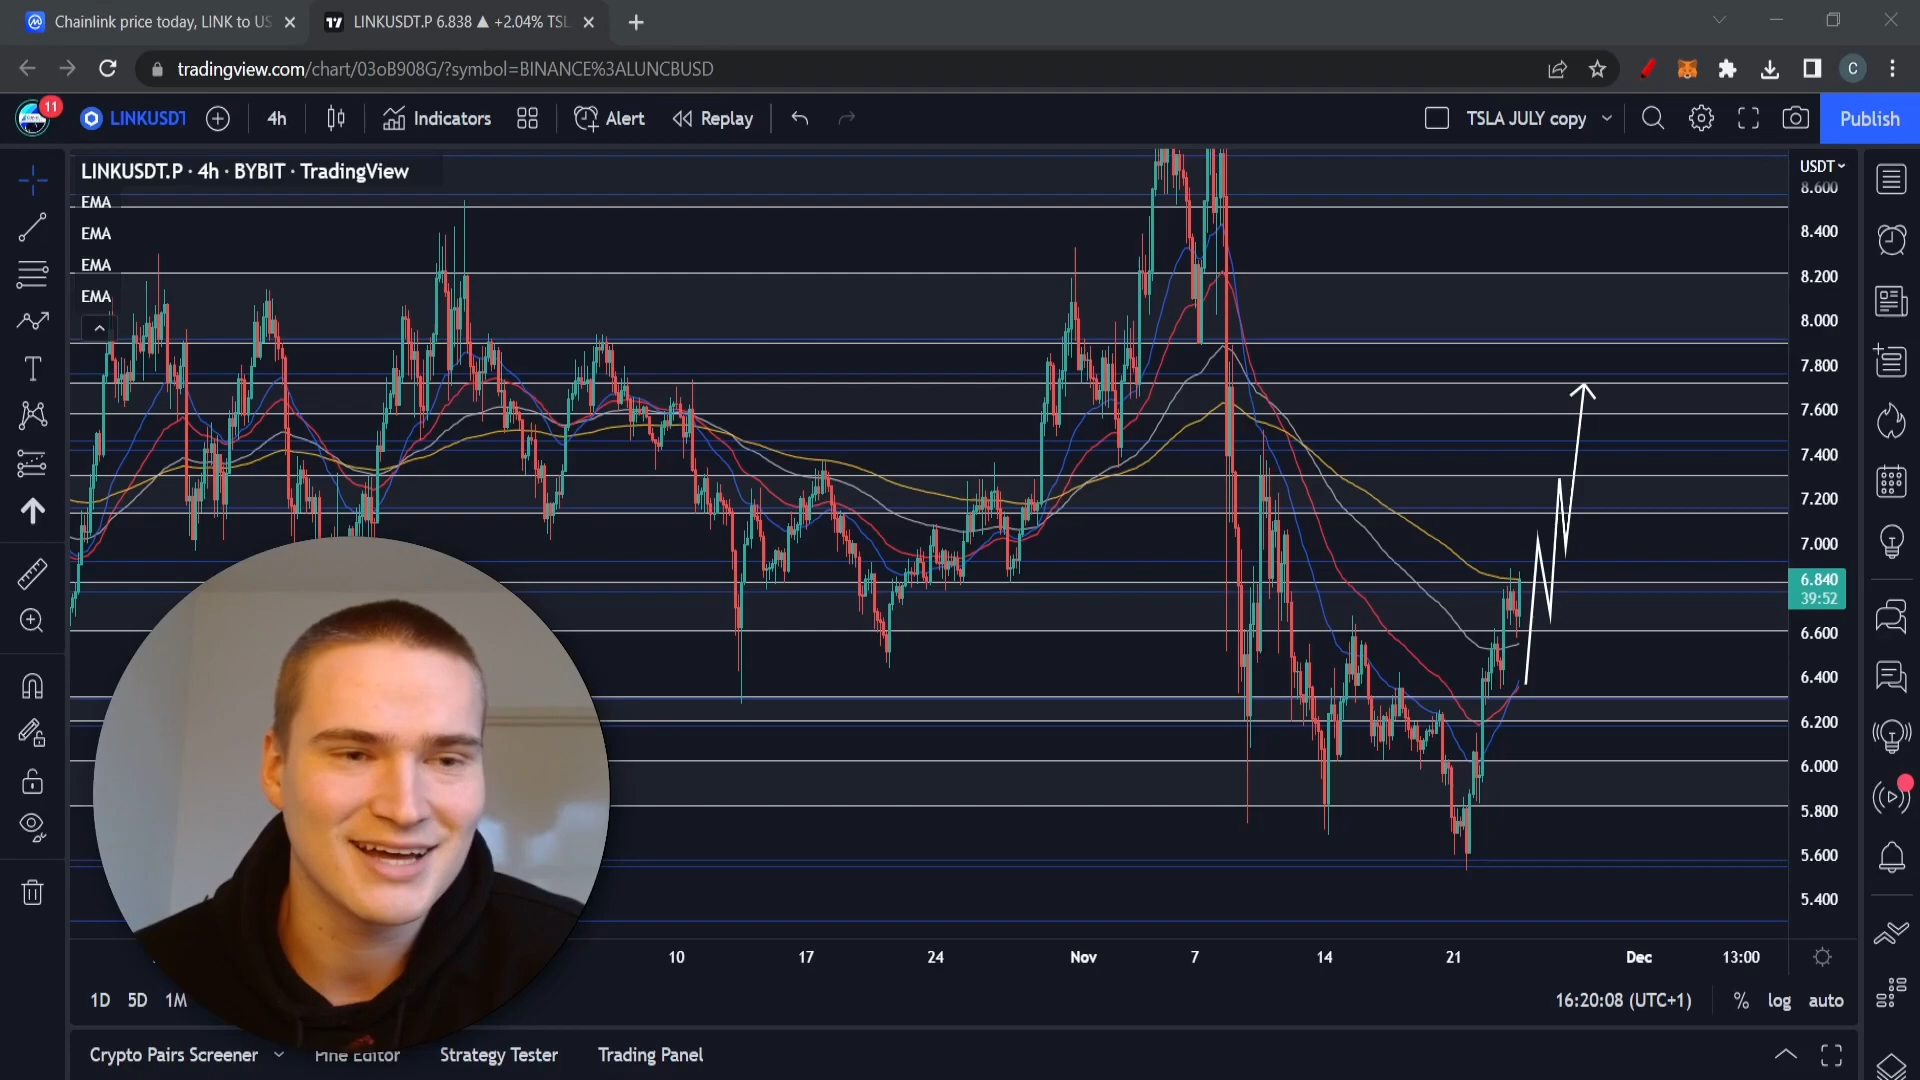 Chainlink price today, LINK to US
LINKUSDT.P 6.838 ▲ +2.04% TSL
tradingview.com/chart/03oB908G/?symbol=BINANCE%3ALUNCBUSD
C
11
LINKUSDT
4h
Indicators
Alert
Replay
TSLA JULY copy
Publish
LINKUSDT.P · 4h · BYBIT · TradingView
EMA
EMA
EMA
EMA
USDT
8.600
8.400
8.200
8.000
7.800
7.600
7.400
7.200
7.000
6.840
39:52
6.600
6.400
6.200
6.000
5.800
5.600
5.400
10
17
24
Nov
7
14
21
Dec
13:00
1D
5D
1M
16:20:08 (UTC+1)
%
log
auto
Crypto Pairs Screener
Pine Editor
Strategy Tester
Trading Panel